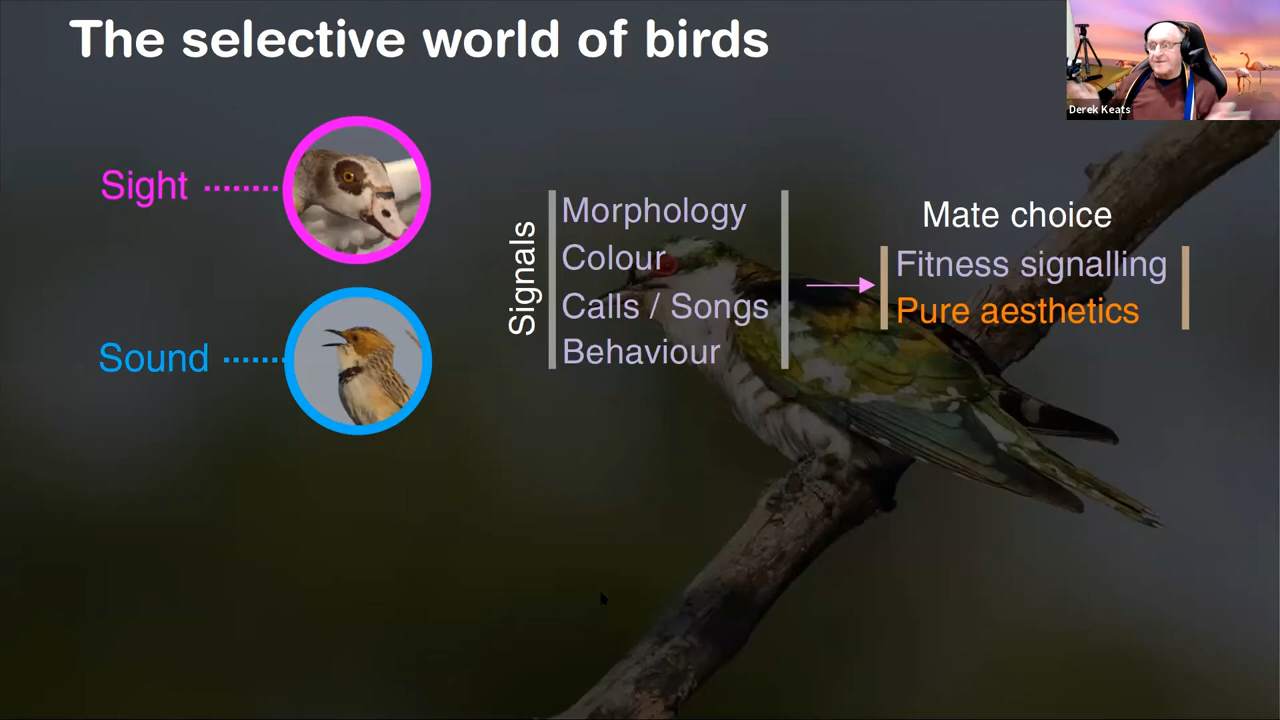 The selective world of birds
Derek Keats
Sight
Sound
Signals
Morphology
Colour
Calls / Songs
Behaviour
Mate choice
Fitness signalling
Pure aesthetics